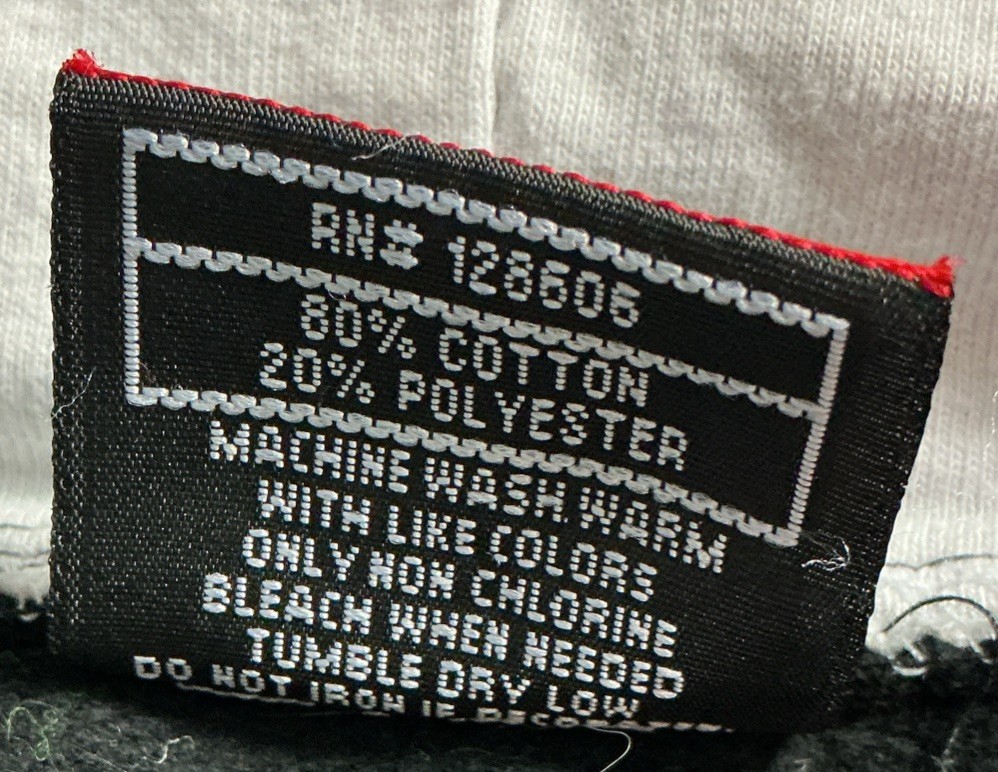 RN# 128606
80% COTTON
20% POLYESTER
MACHINE WASH WARM
WITH LIKE COLORS
ONLY NON CHLORINE
BLEACH WHEN NEEDED
TUMBLE DRY LOW
DO NOT IRON IF DECORATED.